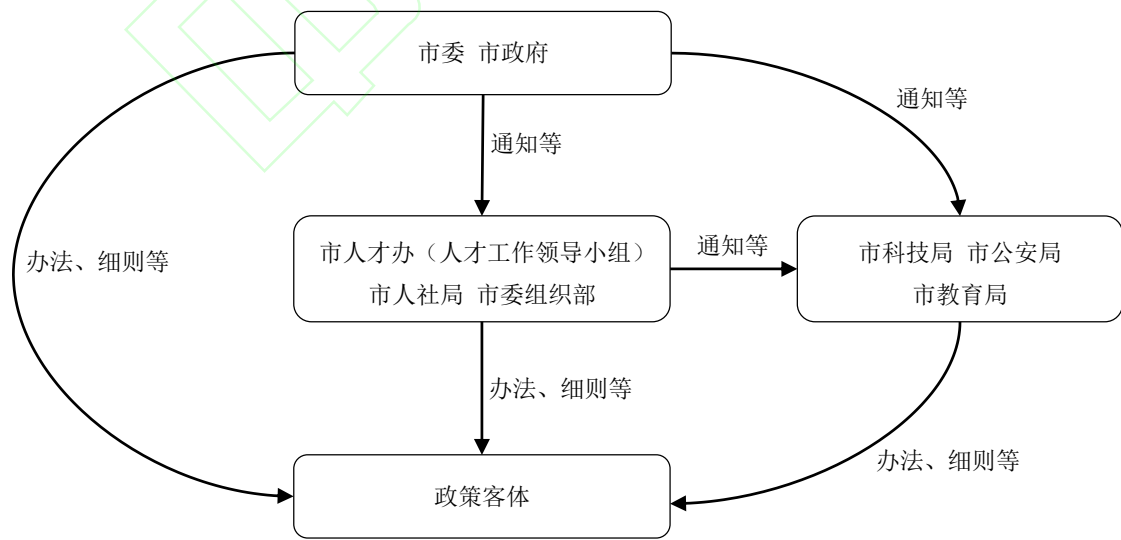 市委 市政府
通知等
通知等
办法、细则等
市人才办（人才工作领导小组）
市人社局 市委组织部
通知等
市科技局 市公安局
市教育局
办法、细则等
办法、细则等
政策客体